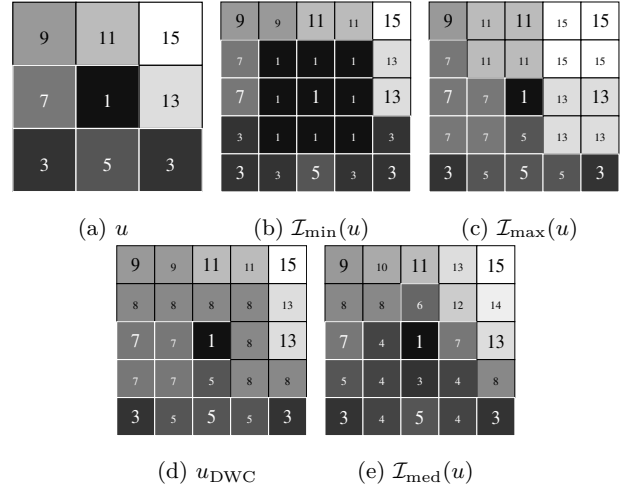 9 11 15
7 1 13
3 5 3
(a) u
9 9 11 11 15
7 1 1 1 13
7 1 1 1 13
3 1 1 1 3
3 3 5 3 3
(b) ℐmin(u)
9 11 11 15 15
7 11 11 15 15
7 7 1 13 13
7 7 5 13 13
3 5 5 5 3
(c) ℐmax(u)
9 9 11 11 15
8 8 8 8 13
7 7 1 8 13
7 7 5 8 8
3 5 5 5 3
(d) uDWC
9 10 11 13 15
8 8 6 12 14
7 4 1 7 13
5 4 3 4 8
3 4 5 4 3
(e) ℐmed(u)